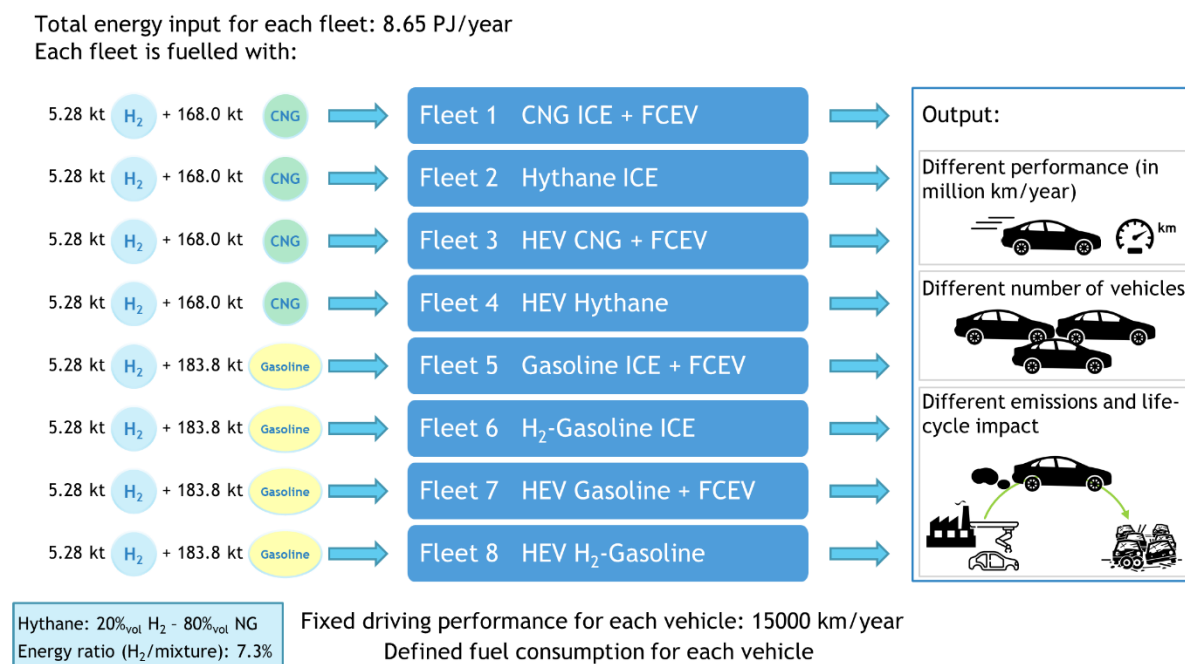 Total energy input for each fleet: 8.65 PJ/year
Each fleet is fuelled with:
5.28 kt H₂ + 168.0 kt CNG Fleet 1 CNG ICE + FCEV
5.28 kt H₂ + 168.0 kt CNG Fleet 2 Hythane ICE
5.28 kt H₂ + 168.0 kt CNG Fleet 3 HEV CNG + FCEV
5.28 kt H₂ + 168.0 kt CNG Fleet 4 HEV Hythane
5.28 kt H₂ + 183.8 kt Gasoline Fleet 5 Gasoline ICE + FCEV
5.28 kt H₂ + 183.8 kt Gasoline Fleet 6 H₂-Gasoline ICE
5.28 kt H₂ + 183.8 kt Gasoline Fleet 7 HEV Gasoline + FCEV
5.28 kt H₂ + 183.8 kt Gasoline Fleet 8 HEV H₂-Gasoline
Output:
Different performance (in
million km/year)
km
Different number of vehicles
Different emissions and life-
cycle impact
Hythane: 20%vol H₂ - 80%vol NG
Energy ratio (H₂/mixture): 7.3%
Fixed driving performance for each vehicle: 15000 km/year
Defined fuel consumption for each vehicle